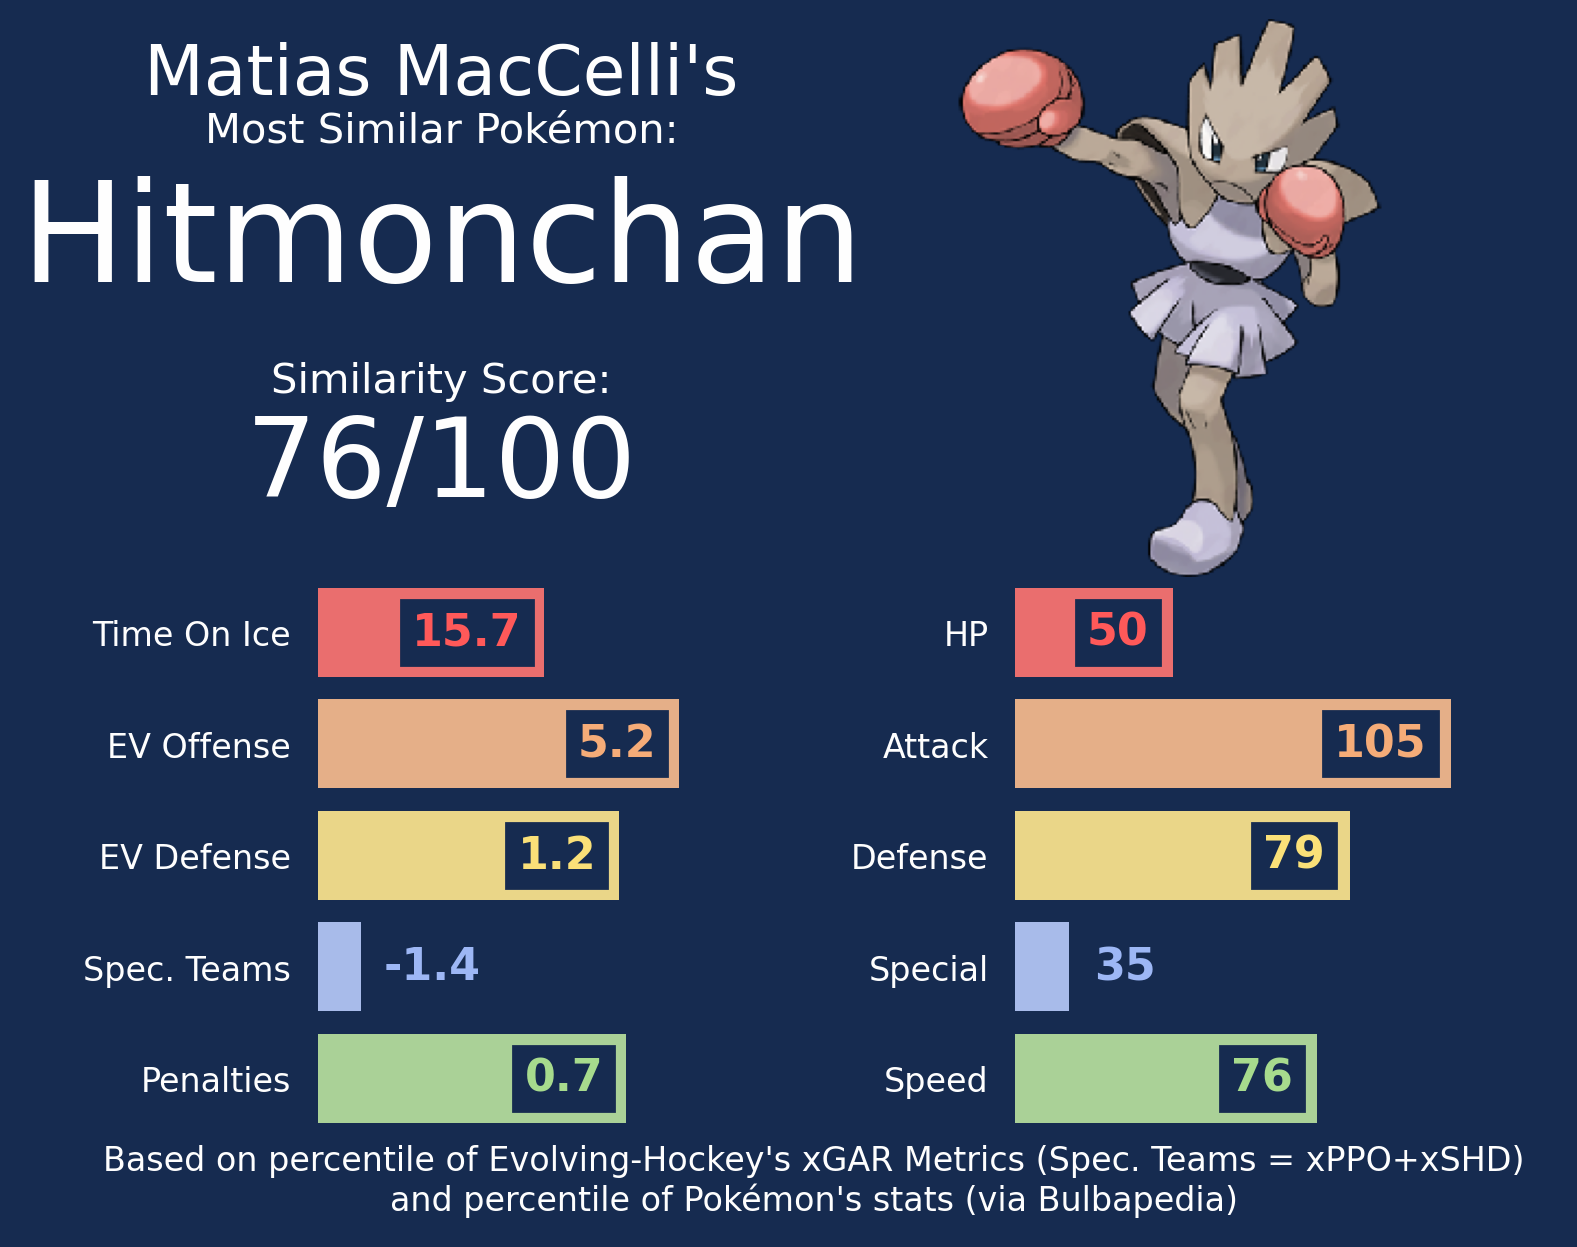 Matias MacCelli's
Most Similar Pokémon:
Hitmonchan
Similarity Score:
76/100
Time On Ice 15.7
EV Offense 5.2
EV Defense 1.2
Spec. Teams -1.4
Penalties 0.7
HP 50
Attack 105
Defense 79
Special 35
Speed 76
Based on percentile of Evolving-Hockey's xGAR Metrics (Spec. Teams = xPPO+xSHD)
and percentile of Pokémon's stats (via Bulbapedia)